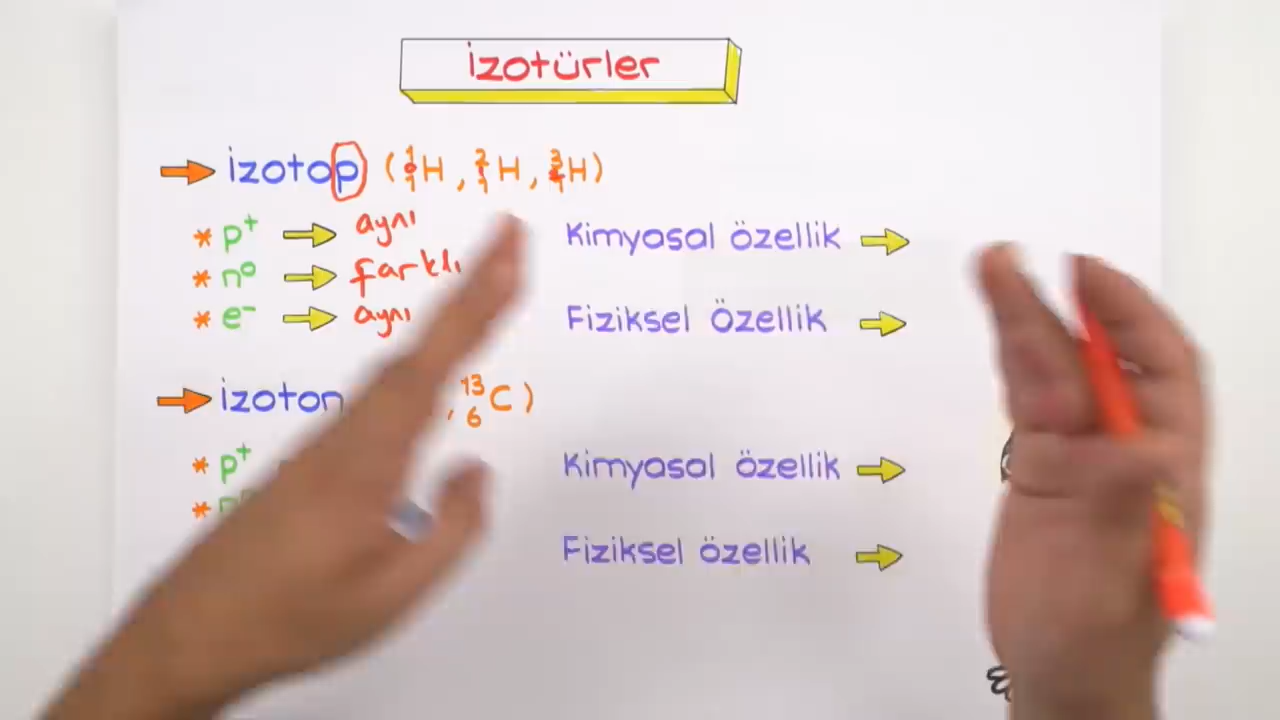 İzotürler
İzotop (¹₁H, ²₁H, ³₁H)
* p⁺ → aynı
Kimyasal özellik →
* n⁰ → farklı
* e⁻ → aynı
Fiziksel Özellik →
İzoton , ¹³₆C)
* p⁺
Kimyasal özellik →
*
Fiziksel özellik →